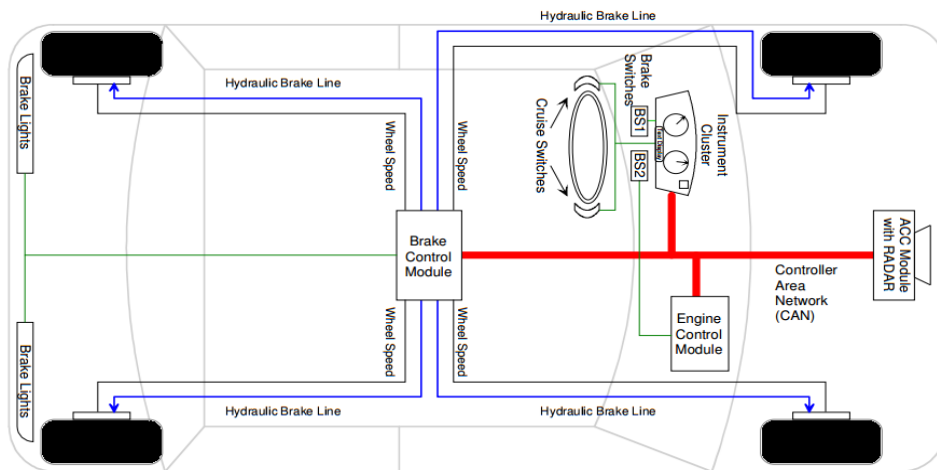 Hydraulic Brake Line
Hydraulic Brake Line
Brake Lights
Wheel Speed
Wheel Speed
Cruise
Switches
Brake
Switches
BS1
BS2
Text Display
Instrument
Cluster
Brake
Control
Module
ACC Module
with RADAR
Controller
Area
Network
(CAN)
Engine
Control
Module
Brake Lights
Wheel Speed
Wheel Speed
Hydraulic Brake Line
Hydraulic Brake Line